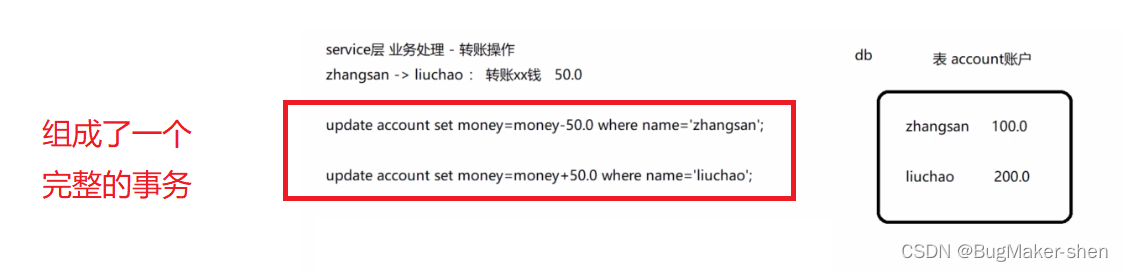 service层 业务处理 - 转账操作
zhangsan -> liuchao： 转账xx钱 50.0
组成了一个
完整的事务
update account set money=money-50.0 where name='zhangsan';
update account set money=money+50.0 where name='liuchao';
db
表 account账户
zhangsan 100.0
liuchao 200.0
CSDN @BugMaker-shen